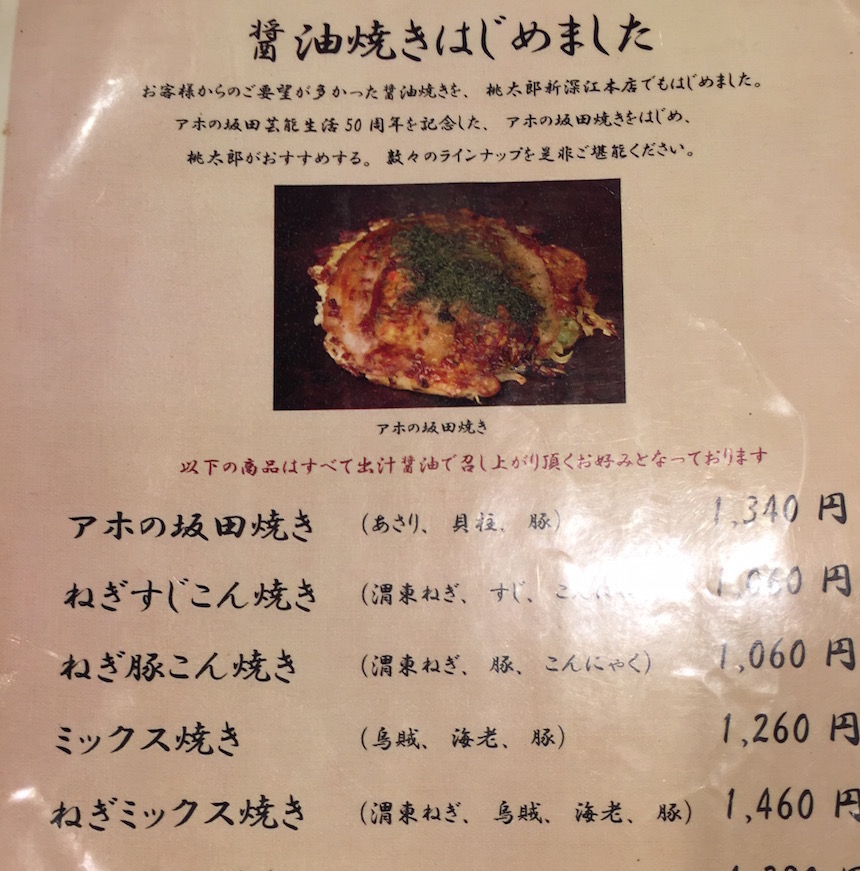 醤油焼きはじめました
お客様からのご要望が多かった醤油焼きを、桃太郎新深江本店でもはじめました。
アホの坂田芸能生活50周年を記念した、アホの坂田焼きをはじめ、
桃太郎がおすすめする。数々のラインナップを是非ご堪能ください。
アホの坂田焼き
以下の商品はすべて出汁醤油で召し上がり頂くお好みとなっております
アホの坂田焼き (あさり、貝柱、豚) 1,340円
ねぎすじこん焼き (渭東ねぎ、すじ、 1,060円
ねぎ豚こん焼き (渭東ねぎ、豚、こんにゃく) 1,060円
ミックス焼き (烏賊、海老、豚) 1,260円
ねぎミックス焼き (渭東ねぎ、烏賊、海老、豚) 1,460円